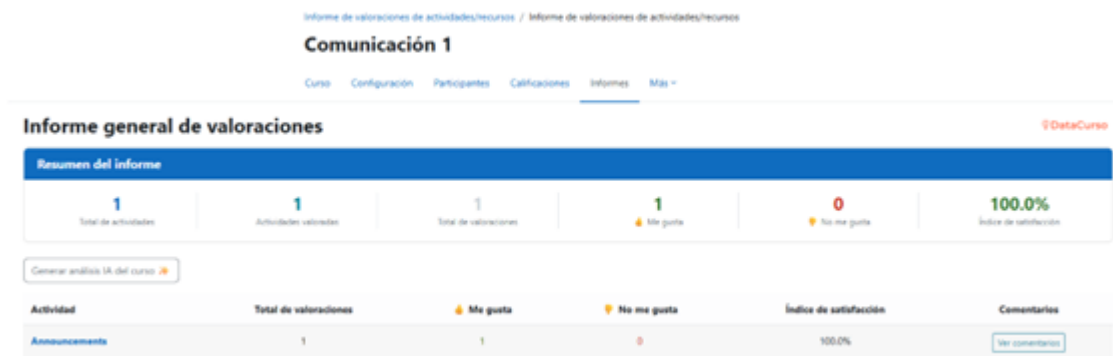 Informe de valoraciones de actividades/recursos / Informe de valoraciones de actividades/recursos
Comunicación 1
Curso Configuración Participantes Calificaciones Informes Más
Informe general de valoraciones
DataCurso
Resumen del informe
1 1 1 1 0 100.0%
Total de actividades Actividades valoradas Total de valoraciones Me gusta No me gusta Índice de satisfacción
Generar análisis IA del curso
Actividad Total de valoraciones Me gusta No me gusta Índice de satisfacción Comentarios
Announcements 1 1 0 100.0% Ver comentarios